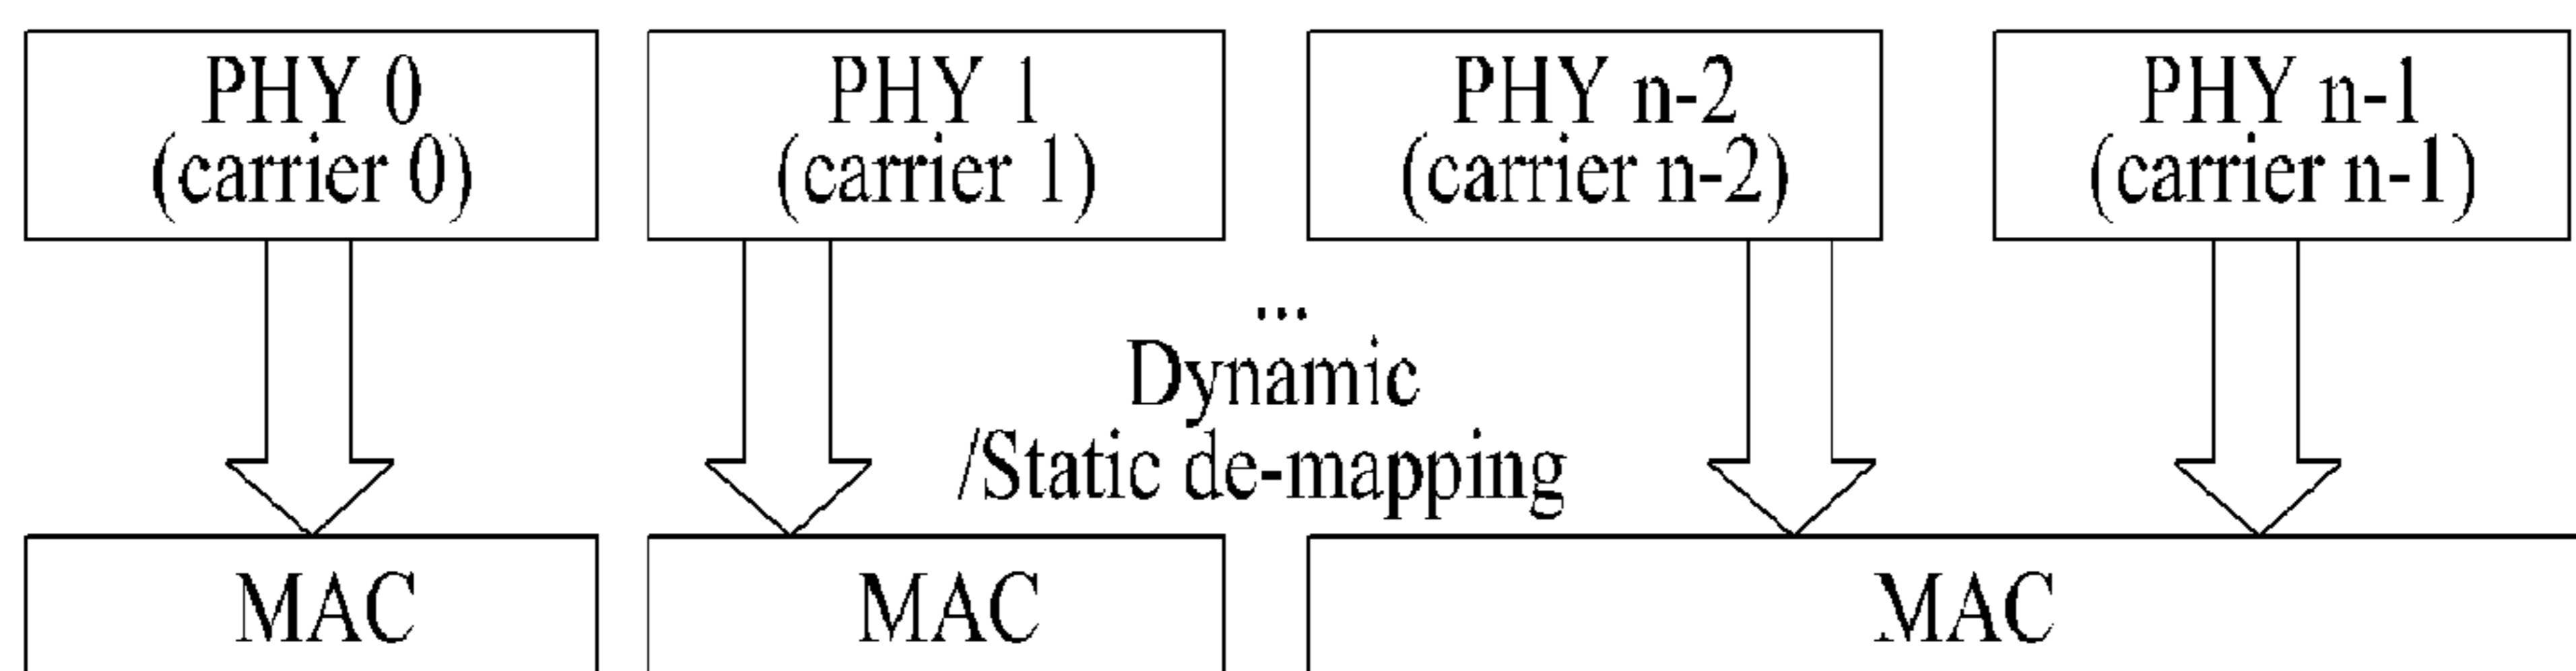 PHY 0
(carrier 0)
PHY 1
(carrier 1)
PHY n-2
(carrier n-2)
PHY n-1
(carrier n-1)
...
Dynamic
/Static de-mapping
MAC
MAC
MAC